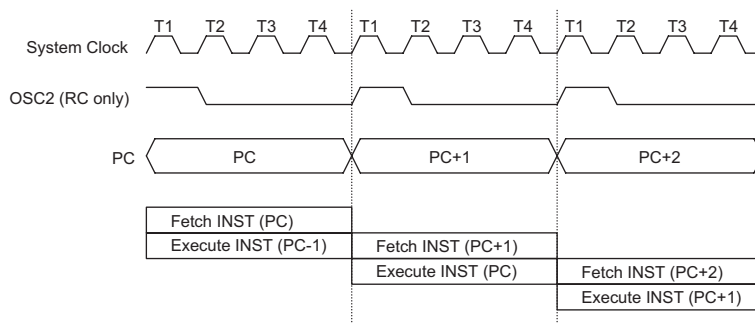 T1 T2 T3 T4 T1 T2 T3 T4 T1 T2 T3 T4
System Clock
OSC2 (RC only)
PC PC PC+1 PC+2
Fetch INST (PC)
Execute INST (PC-1) Fetch INST (PC+1)
Execute INST (PC) Fetch INST (PC+2)
Execute INST (PC+1)